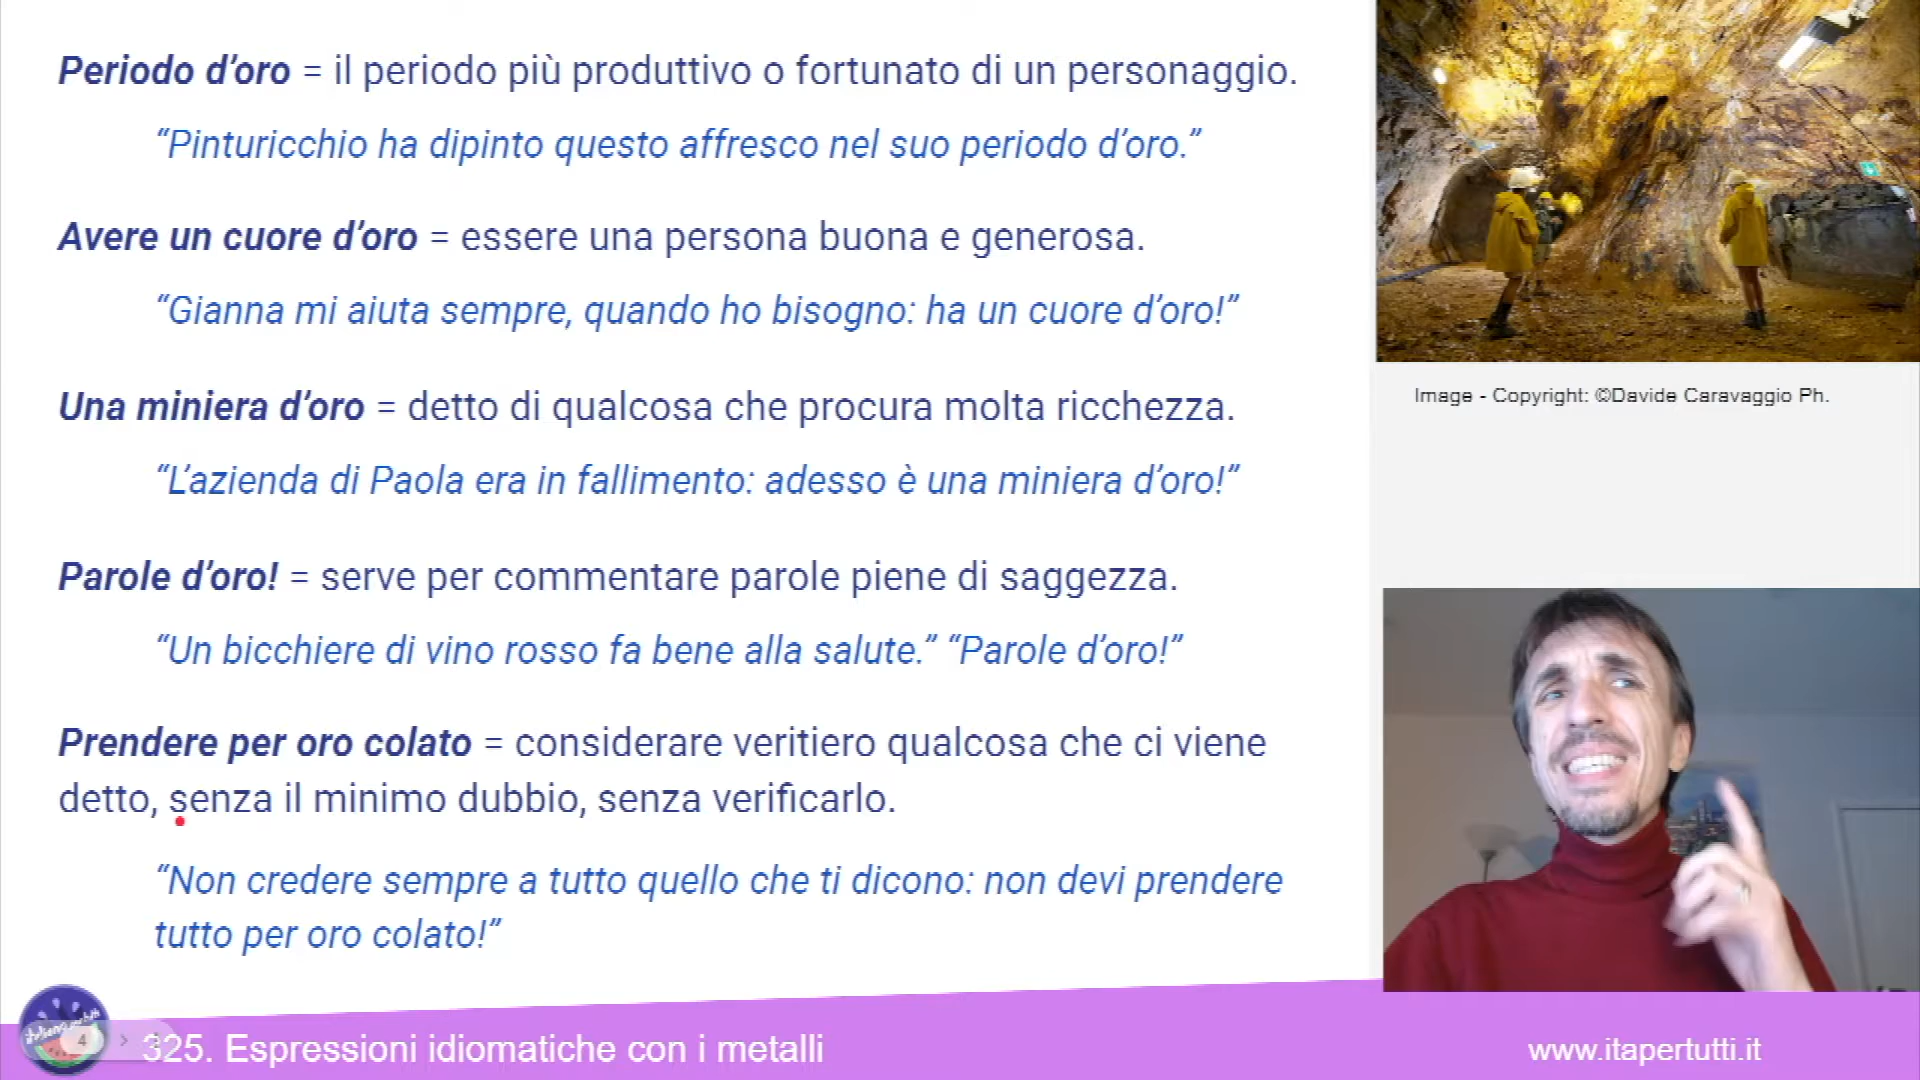 Periodo d’oro = il periodo più produttivo o fortunato di un personaggio.
“Pinturicchio ha dipinto questo affresco nel suo periodo d’oro.”
Avere un cuore d’oro = essere una persona buona e generosa.
“Gianna mi aiuta sempre, quando ho bisogno: ha un cuore d’oro!”
Una miniera d’oro = detto di qualcosa che procura molta ricchezza.
“L’azienda di Paola era in fallimento: adesso è una miniera d’oro!”
Parole d’oro! = serve per commentare parole piene di saggezza.
“Un bicchiere di vino rosso fa bene alla salute.” “Parole d’oro!”
Prendere per oro colato = considerare veritiero qualcosa che ci viene
detto, senza il minimo dubbio, senza verificarlo.
“Non credere sempre a tutto quello che ti dicono: non devi prendere
tutto per oro colato!”
Image - Copyright: ©Davide Caravaggio Ph.
4
325. Espressioni idiomatiche con i metalli
www.itapertutti.it